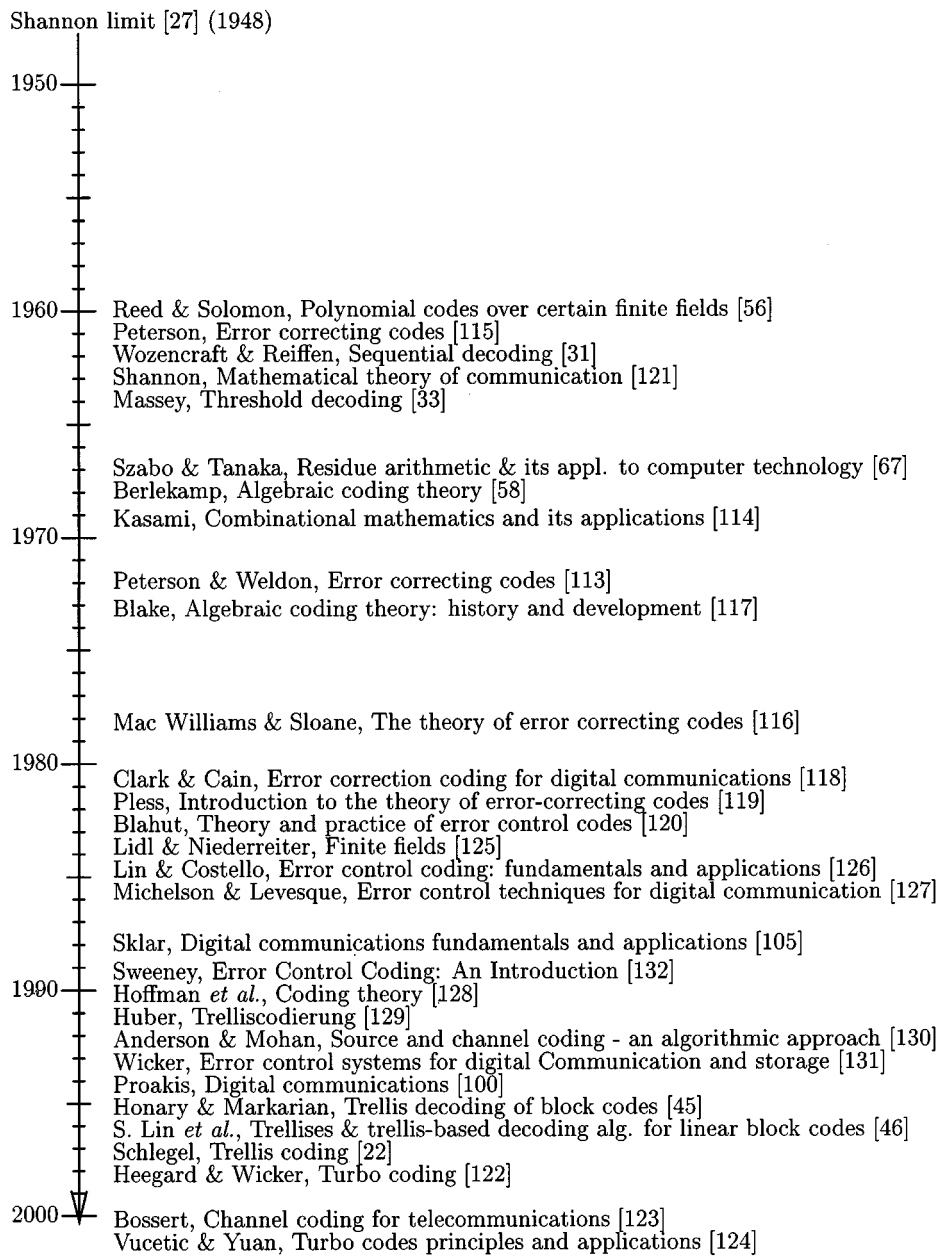 Shannon limit [27] (1948)
1950
1960 Reed & Solomon, Polynomial codes over certain finite fields [56]
Peterson, Error correcting codes [115]
Wozencraft & Reiffen, Sequential decoding [31]
Shannon, Mathematical theory of communication [121]
Massey, Threshold decoding [33]
Szabo & Tanaka, Residue arithmetic & its appl. to computer technology [67]
Berlekamp, Algebraic coding theory [58]
Kasami, Combinational mathematics and its applications [114]
1970
Peterson & Weldon, Error correcting codes [113]
Blake, Algebraic coding theory: history and development [117]
Mac Williams & Sloane, The theory of error correcting codes [116]
1980
Clark & Cain, Error correction coding for digital communications [118]
Pless, Introduction to the theory of error-correcting codes [119]
Blahut, Theory and practice of error control codes [120]
Lidl & Niederreiter, Finite fields [125]
Lin & Costello, Error control coding: fundamentals and applications [126]
Michelson & Levesque, Error control techniques for digital communication [127]
Sklar, Digital communications fundamentals and applications [105]
Sweeney, Error Control Coding: An Introduction [132]
1990 Hoffman et al., Coding theory [128]
Huber, Trelliscodierung [129]
Anderson & Mohan, Source and channel coding - an algorithmic approach [130]
Wicker, Error control systems for digital Communication and storage [131]
Proakis, Digital communications [100]
Honary & Markarian, Trellis decoding of block codes [45]
S. Lin et al., Trellises & trellis-based decoding alg. for linear block codes [46]
Schlegel, Trellis coding [22]
Heegard & Wicker, Turbo coding [122]
2000 Bossert, Channel coding for telecommunications [123]
Vucetic & Yuan, Turbo codes principles and applications [124]